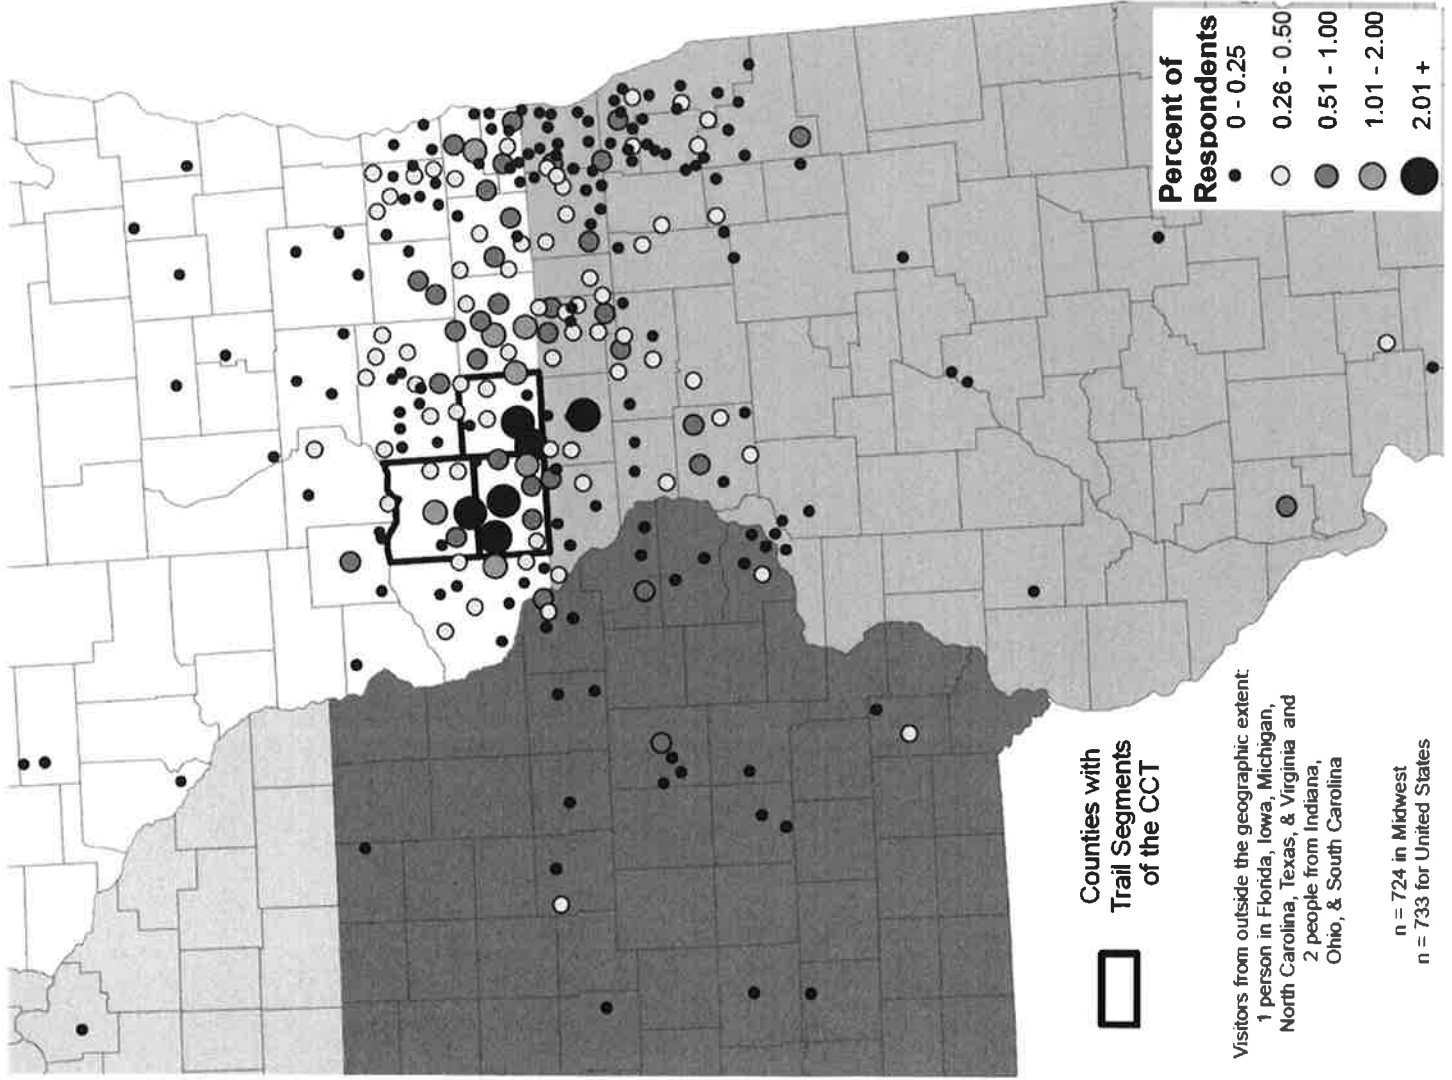 Percent of
Respondents
0 - 0.25
0.26 - 0.50
0.51 - 1.00
1.01 - 2.00
2.01 +
Counties with
Trail Segments
of the CCT
Visitors from outside the geographic extent:
1 person in Florida, Iowa, Michigan,
North Carolina, Texas, & Virginia and
2 people from Indiana,
Ohio, & South Carolina
n = 724 in Midwest
n = 733 for United States